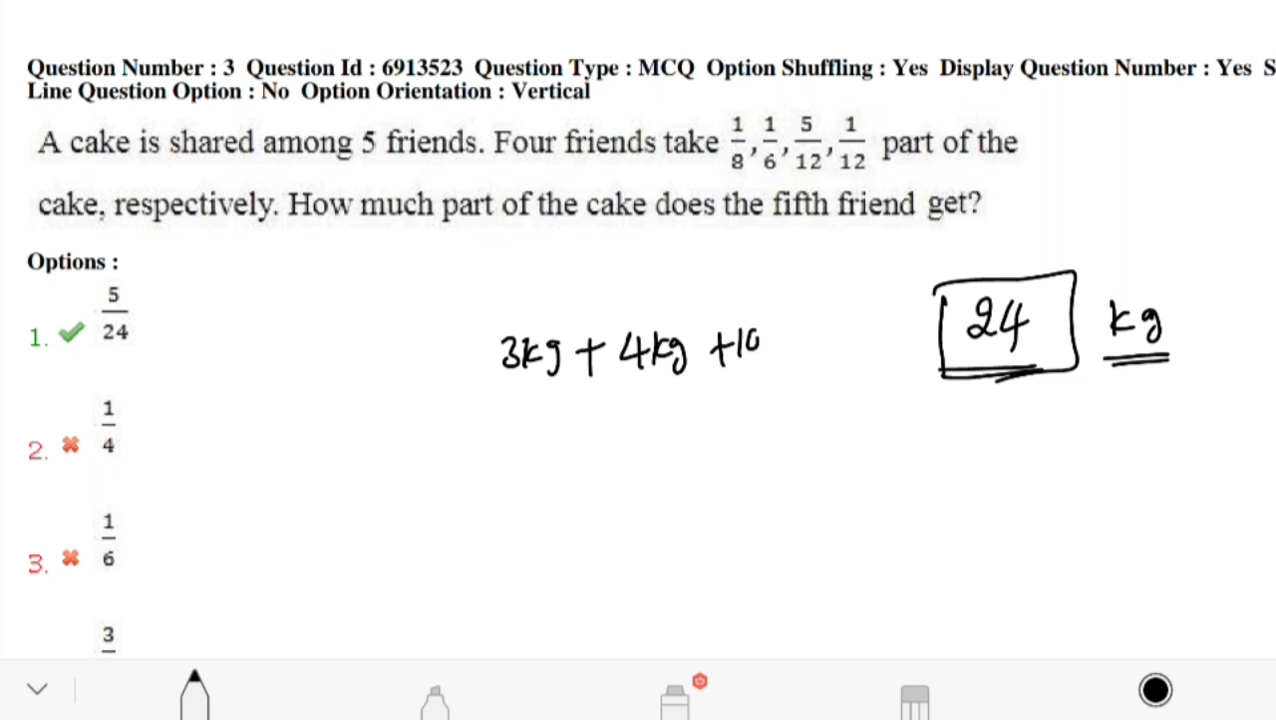 Question Number : 3 Question Id : 6913523 Question Type : MCQ Option Shuffling : Yes Display Question Number : Yes S
Line Question Option : No Option Orientation : Vertical
A cake is shared among 5 friends. Four friends take 1/8, 1/6, 5/12, 1/12 part of the
cake, respectively. How much part of the cake does the fifth friend get?
Options :
1. ✔ 5/24
24 kg
3kg + 4kg +10
2. ✖ 1/4
3. ✖ 1/6
3